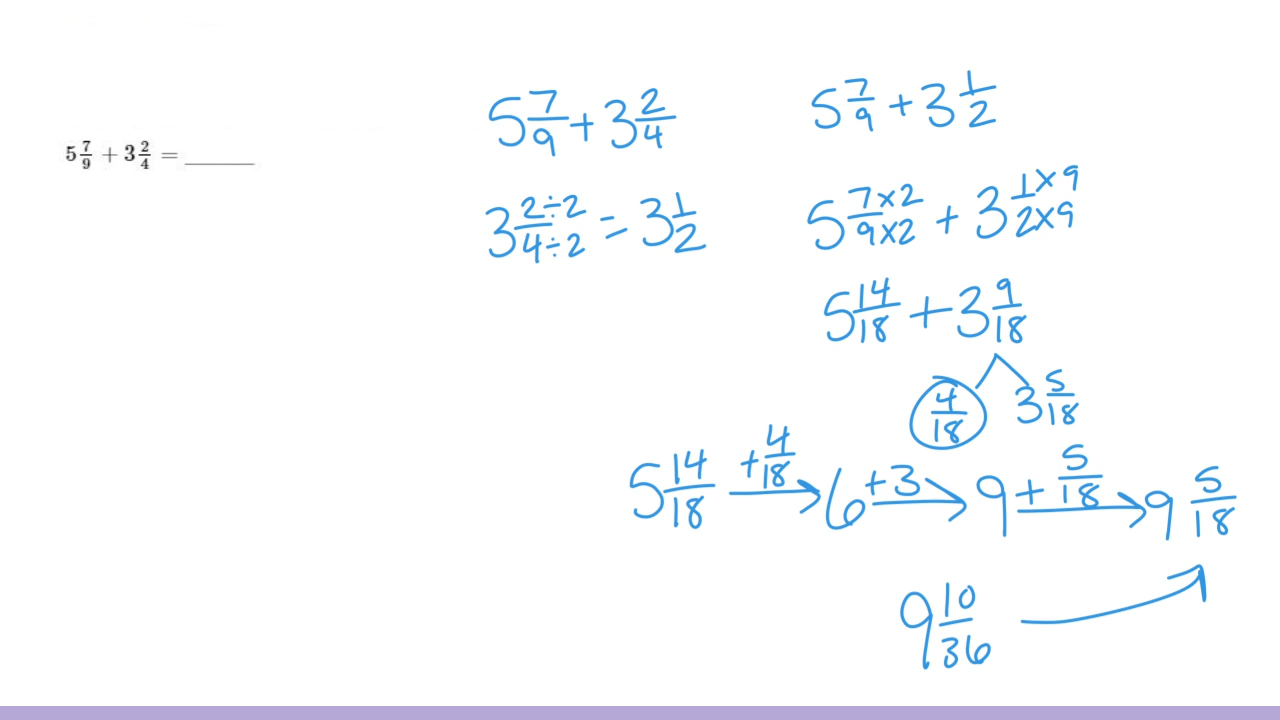 5 7/9 + 3 2/4 = ______
5 7/9 + 3 2/4
3 2÷2/4÷2 = 3 1/2
5 7/9 + 3 1/2
5 7×2/9×2 + 3 1×9/2×9
5 14/18 + 3 9/18
4/18 3 5/18
5 14/18 +4/18 → 6 +3 → 9 + 5/18 → 9 5/18
9 10/36